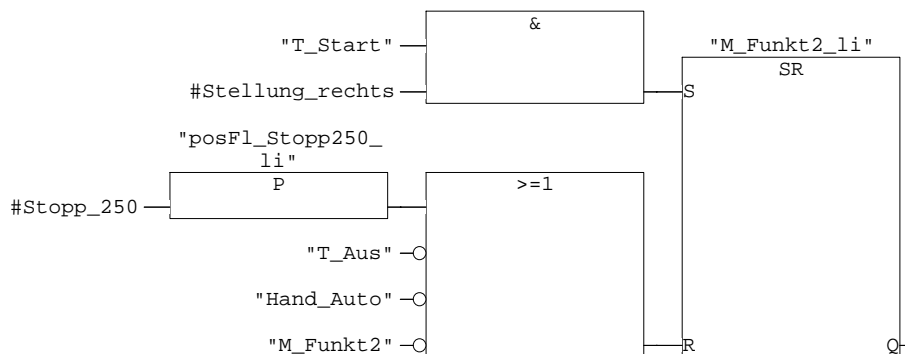 &
"T_Start"
"M_Funkt2_li"
SR
#Stellung_rechts
S
"posFl_Stopp250_
li"
P
>=1
#Stopp_250
"T_Aus"
"Hand_Auto"
"M_Funkt2"
R
Q